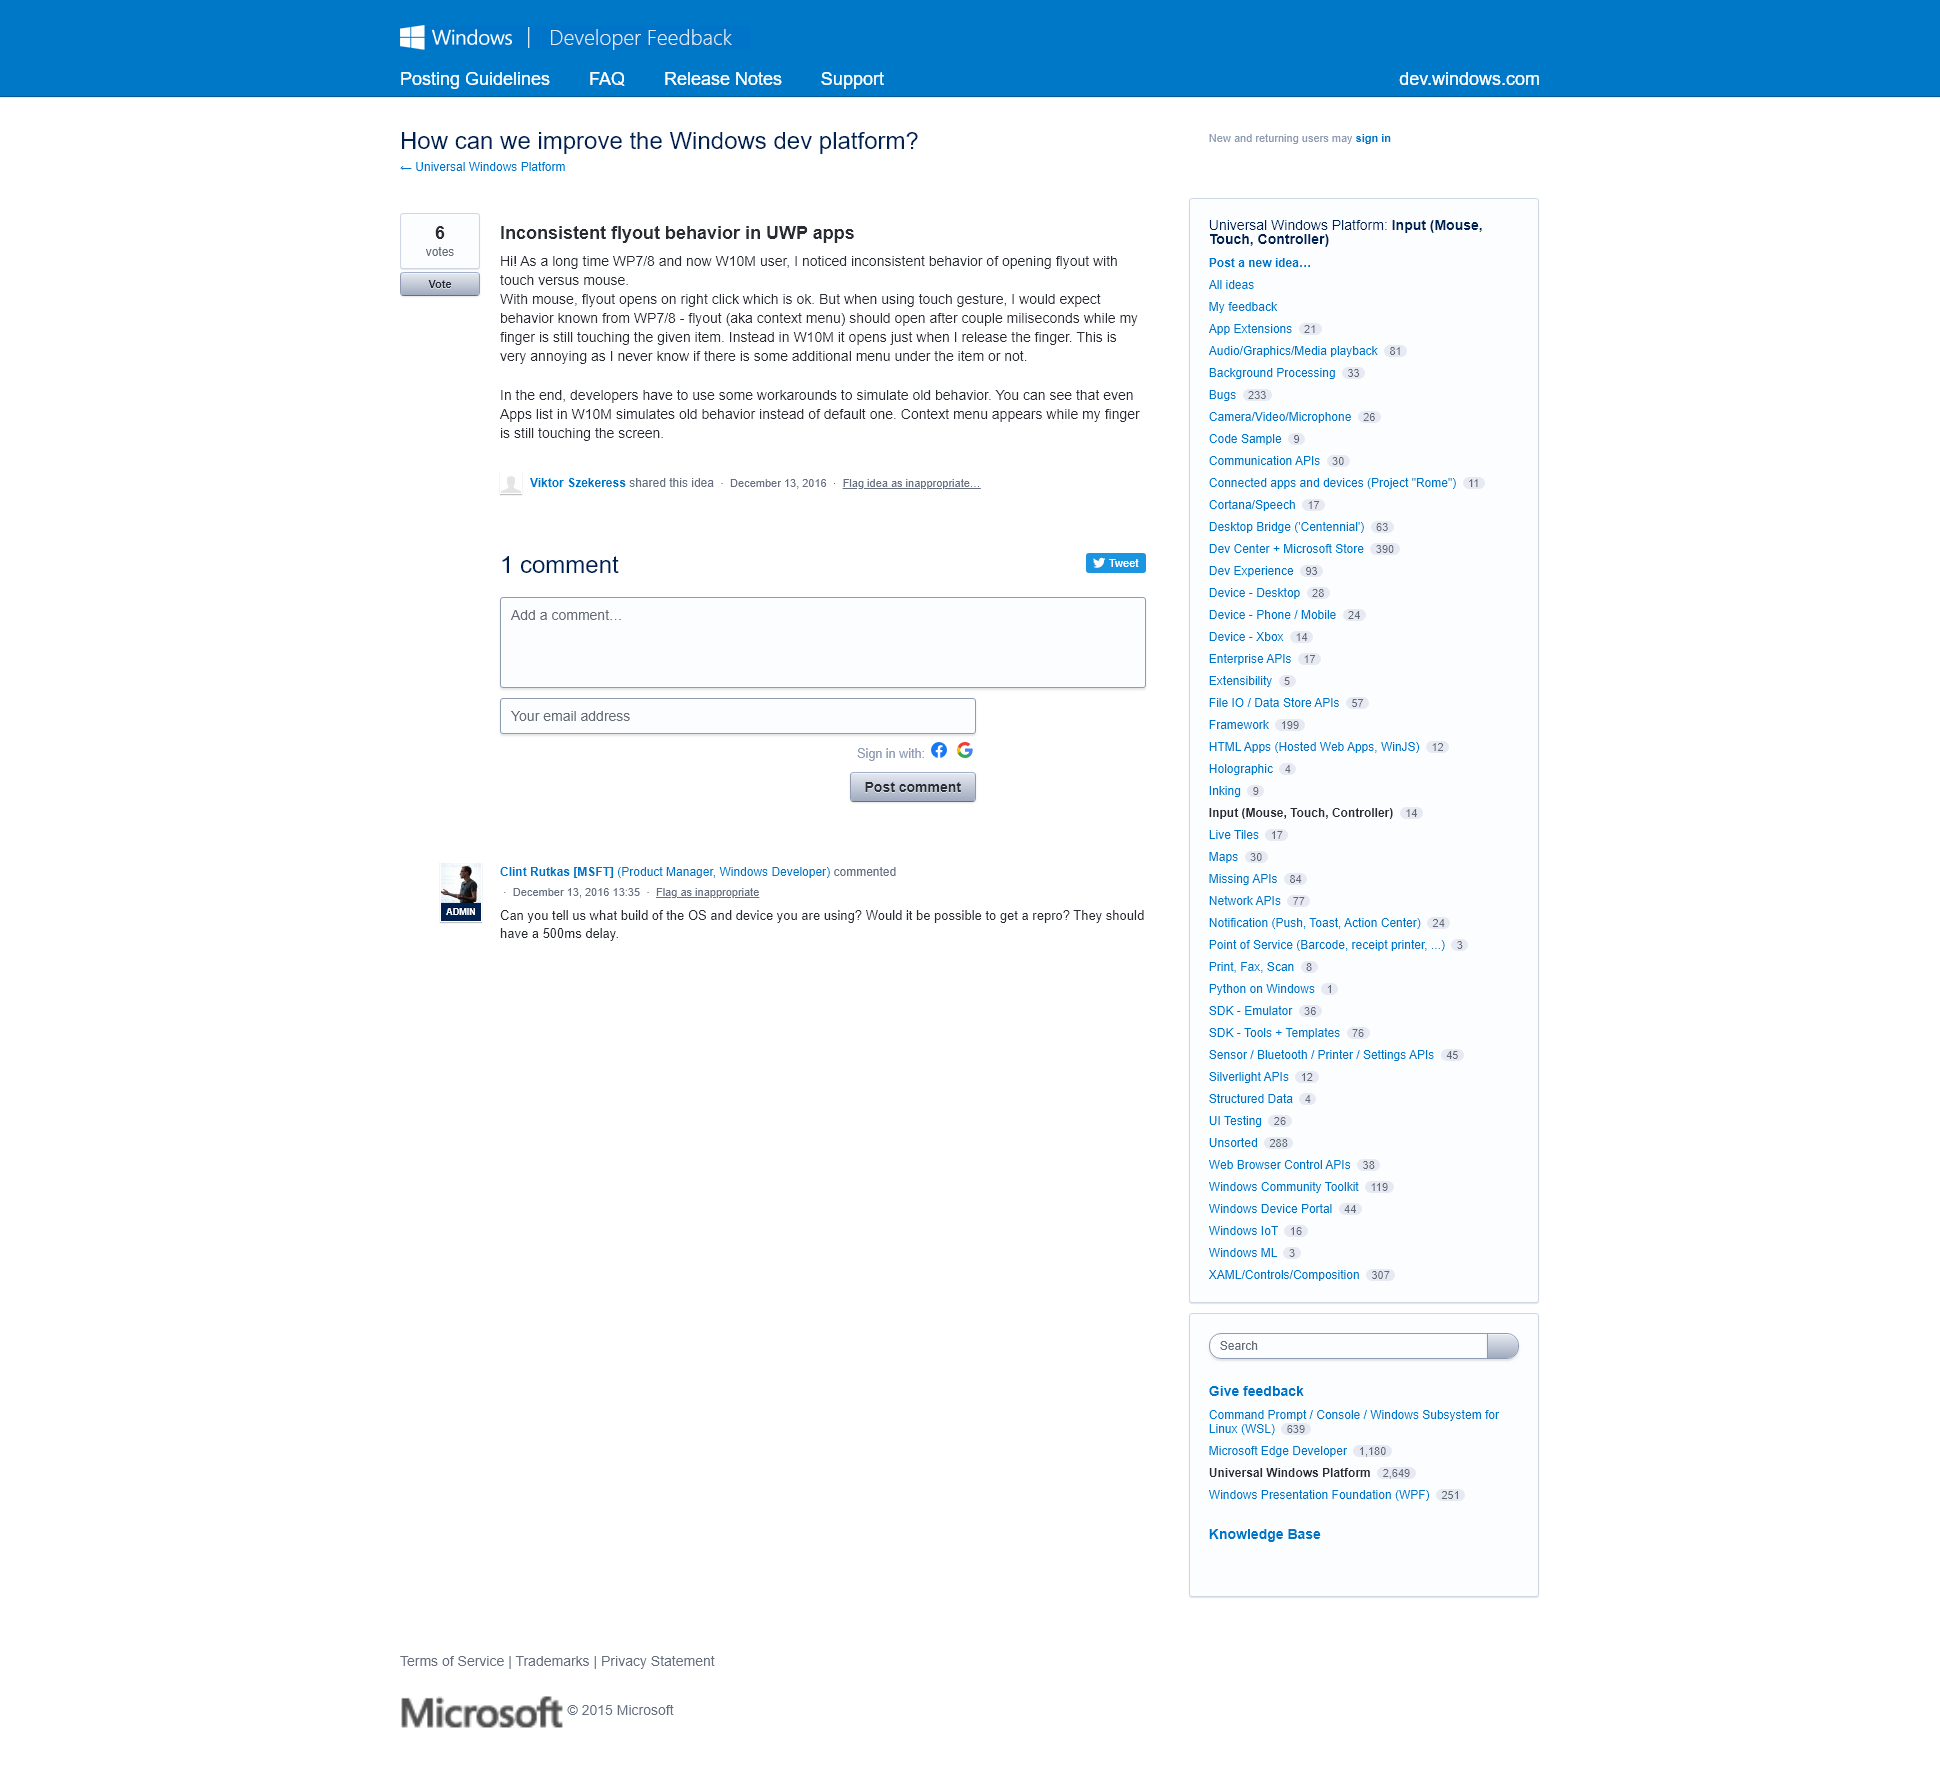 Windows | Developer Feedback
Posting Guidelines FAQ Release Notes Support dev.windows.com
How can we improve the Windows dev platform?
← Universal Windows Platform
New and returning users may sign in
6
votes
Vote
Inconsistent flyout behavior in UWP apps
Hi! As a long time WP7/8 and now W10M user, I noticed inconsistent behavior of opening flyout with
touch versus mouse.
With mouse, flyout opens on right click which is ok. But when using touch gesture, I would expect
behavior known from WP7/8 - flyout (aka context menu) should open after couple miliseconds while my
finger is still touching the given item. Instead in W10M it opens just when I release the finger. This is
very annoying as I never know if there is some additional menu under the item or not.
In the end, developers have to use some workarounds to simulate old behavior. You can see that even
Apps list in W10M simulates old behavior instead of default one. Context menu appears while my finger
is still touching the screen.
Viktor Szekeress shared this idea · December 13, 2016 · Flag idea as inappropriate…
1 comment
Tweet
Add a comment…
Your email address
Sign in with:
Post comment
ADMIN
Clint Rutkas [MSFT] (Product Manager, Windows Developer) commented
· December 13, 2016 13:35 · Flag as inappropriate
Can you tell us what build of the OS and device you are using? Would it be possible to get a repro? They should
have a 500ms delay.
Universal Windows Platform: Input (Mouse,
Touch, Controller)
Post a new idea…
All ideas
My feedback
App Extensions 21
Audio/Graphics/Media playback 81
Background Processing 33
Bugs 233
Camera/Video/Microphone 26
Code Sample 9
Communication APIs 30
Connected apps and devices (Project "Rome") 11
Cortana/Speech 17
Desktop Bridge ('Centennial') 63
Dev Center + Microsoft Store 390
Dev Experience 93
Device - Desktop 28
Device - Phone / Mobile 24
Device - Xbox 14
Enterprise APIs 17
Extensibility 5
File IO / Data Store APIs 57
Framework 199
HTML Apps (Hosted Web Apps, WinJS) 12
Holographic 4
Inking 9
Input (Mouse, Touch, Controller) 14
Live Tiles 17
Maps 30
Missing APIs 84
Network APIs 77
Notification (Push, Toast, Action Center) 24
Point of Service (Barcode, receipt printer, ...) 3
Print, Fax, Scan 8
Python on Windows 1
SDK - Emulator 36
SDK - Tools + Templates 76
Sensor / Bluetooth / Printer / Settings APIs 45
Silverlight APIs 12
Structured Data 4
UI Testing 26
Unsorted 288
Web Browser Control APIs 38
Windows Community Toolkit 119
Windows Device Portal 44
Windows IoT 16
Windows ML 3
XAML/Controls/Composition 307
Search
Give feedback
Command Prompt / Console / Windows Subsystem for
Linux (WSL) 639
Microsoft Edge Developer 1,180
Universal Windows Platform 2,649
Windows Presentation Foundation (WPF) 251
Knowledge Base
Terms of Service | Trademarks | Privacy Statement
Microsoft © 2015 Microsoft